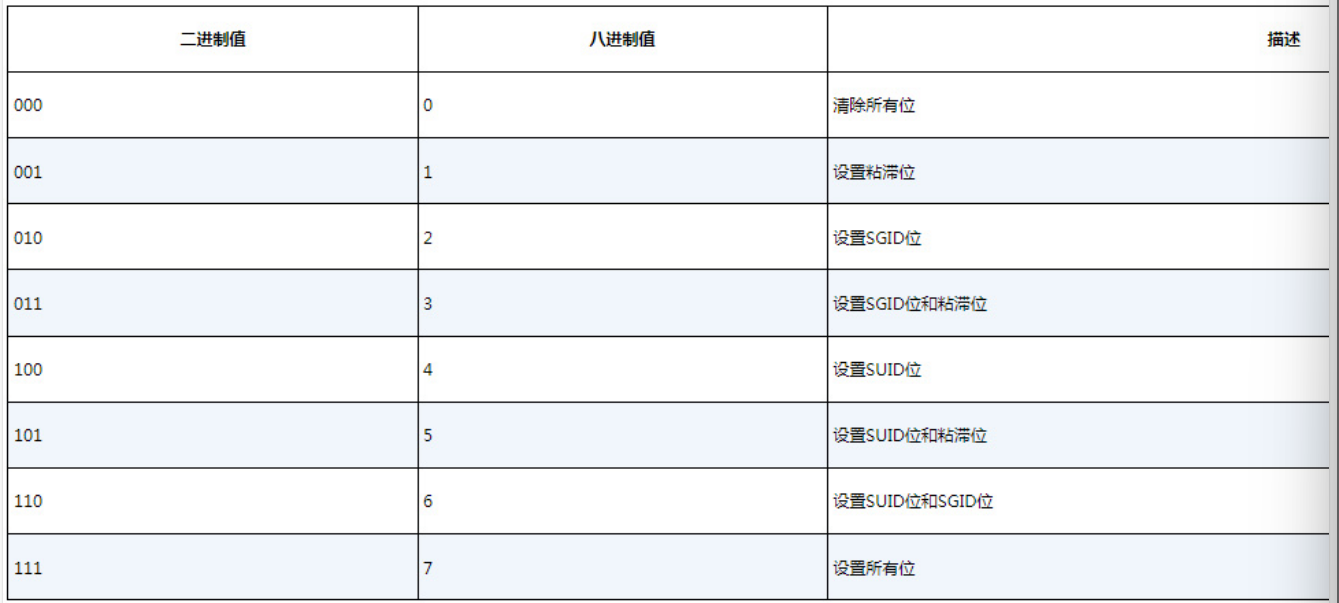 二进制值 八进制值 描述
000 0 清除所有位
001 1 设置粘滞位
010 2 设置SGID位
011 3 设置SGID位和粘滞位
100 4 设置SUID位
101 5 设置SUID位和粘滞位
110 6 设置SUID位和SGID位
111 7 设置所有位